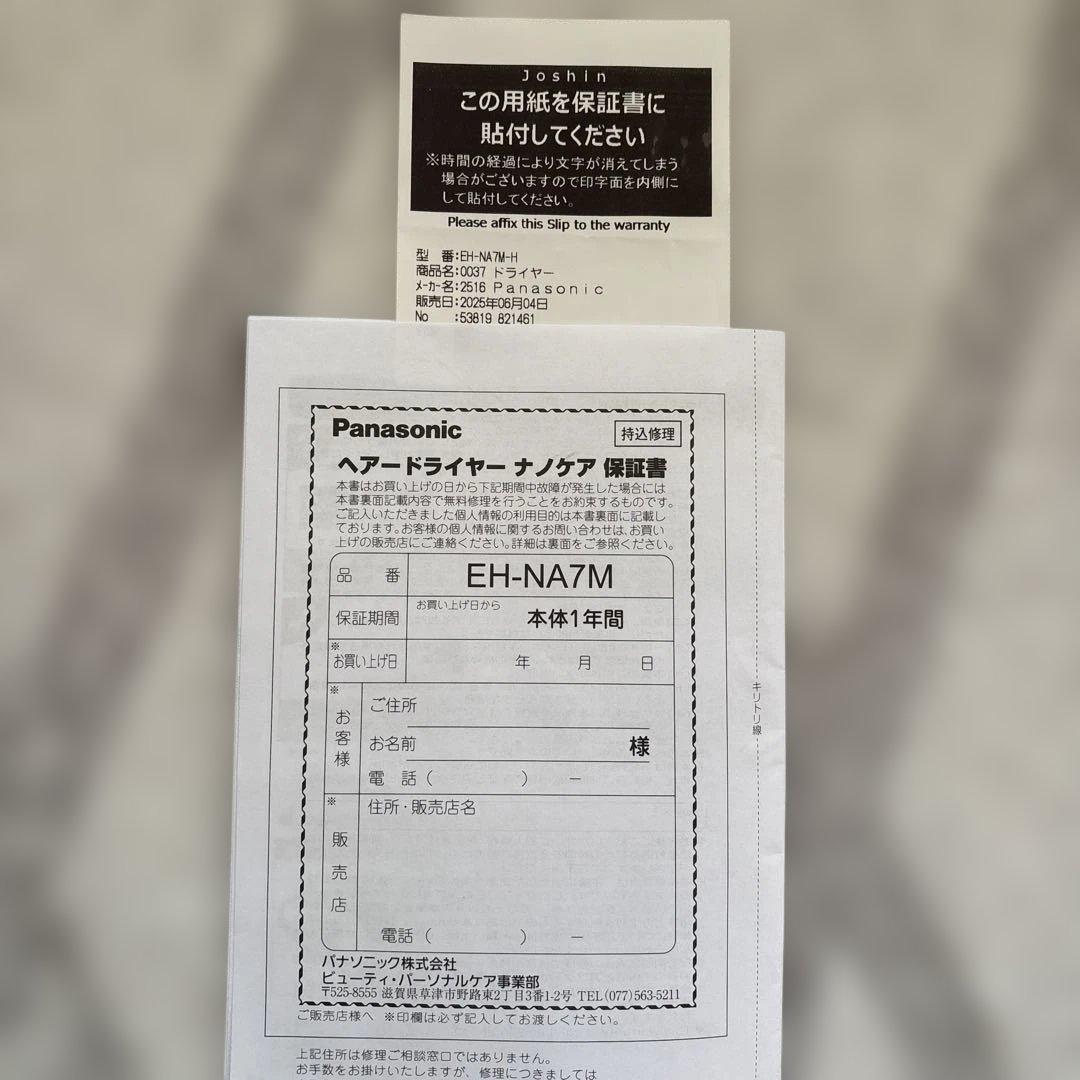 Joshin
この用紙を保証書に
貼付してください
※時間の経過により文字が消えてしまう
場合がございますので印字面を内側に
して貼付してください。
Please affix this Slip to the warranty
型 番:EH-NA7M-H
商品名:0037 ドライヤー
メーカー名:2516 Panasonic
販売日:2025年06月04日
No :53819 821461
Panasonic
持込修理
ヘアードライヤー ナノケア 保証書
本書はお買い上げの日から下記期間中故障が発生した場合には
本書裏面記載内容で無料修理を行うことをお約束するものです。
ご記入いただきました個人情報の利用目的は本書裏面に記載し
ております。お客様の個人情報に関するお問い合わせは、お買い
上げの販売店にご連絡ください。詳細は裏面をご参照ください。
品 番 EH-NA7M
保証期間 お買い上げ日から 本体1年間
※お買い上げ日 年 月 日
※お客様
ご住所
お名前 様
電 話( ) −
※販売店
住所・販売店名
電話( ) −
パナソニック株式会社
ビューティ・パーソナルケア事業部
〒525-8555 滋賀県草津市野路東2丁目3番1-2号 TEL(077)563-5211
ご販売店様へ ※印欄は必ず記入してお渡しください。
キリトリ線
上記住所は修理ご相談窓口ではありません。
お手数をお掛けいたしますが、修理につきましては